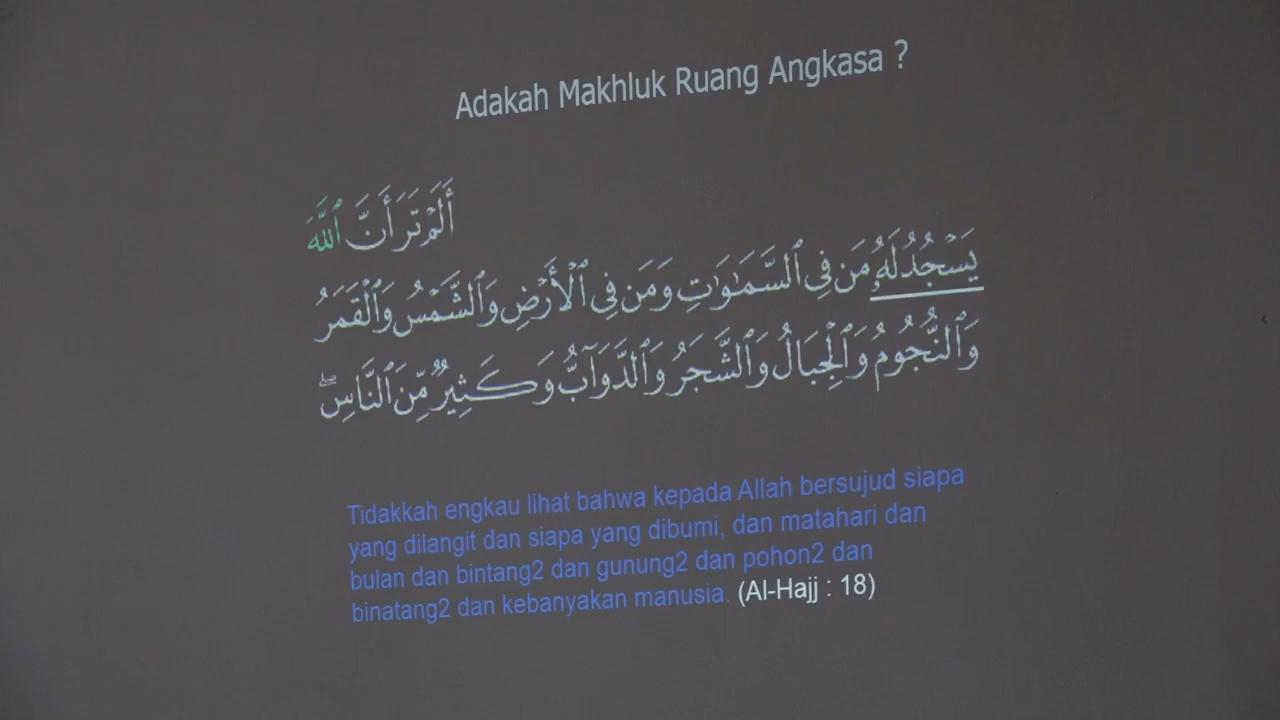 Adakah Makhluk Ruang Angkasa ?
أَلَمْ تَرَ أَنَّ ٱللَّهَ
يَسْجُدُ لَهُۥ مَن فِى ٱلسَّمَـٰوَٰتِ وَمَن فِى ٱلْأَرْضِ وَٱلشَّمْسُ وَٱلْقَمَرُ
وَٱلنُّجُومُ وَٱلْجِبَالُ وَٱلشَّجَرُ وَٱلدَّوَآبُّ وَكَثِيرٌ مِّنَ ٱلنَّاسِ ۖ
Tidakkah engkau lihat bahwa kepada Allah bersujud siapa
yang dilangit dan siapa yang dibumi, dan matahari dan
bulan dan bintang2 dan gunung2 dan pohon2 dan
binatang2 dan kebanyakan manusia. (Al-Hajj : 18)